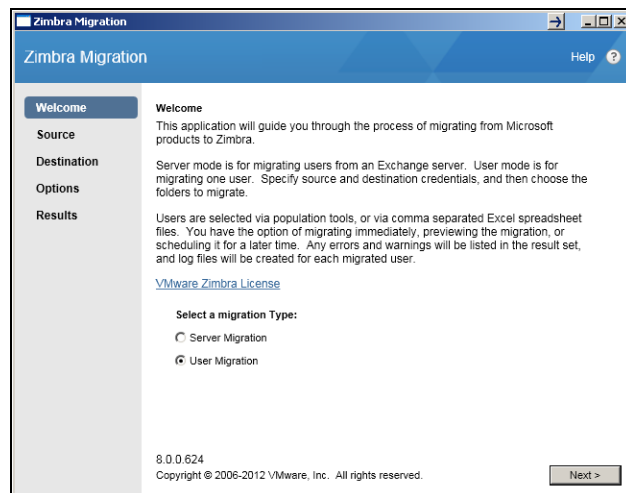 Zimbra Migration
Zimbra Migration
Help ?
Welcome
Source
Destination
Options
Results
Welcome
This application will guide you through the process of migrating from Microsoft
products to Zimbra.
Server mode is for migrating users from an Exchange server. User mode is for
migrating one user. Specify source and destination credentials, and then choose the
folders to migrate.
Users are selected via population tools, or via comma separated Excel spreadsheet
files. You have the option of migrating immediately, previewing the migration, or
scheduling it for a later time. Any errors and warnings will be listed in the result set,
and log files will be created for each migrated user.
VMware Zimbra License
Select a migration Type:
Server Migration
User Migration
8.0.0.624
Copyright © 2006-2012 VMware, Inc. All rights reserved.
Next >